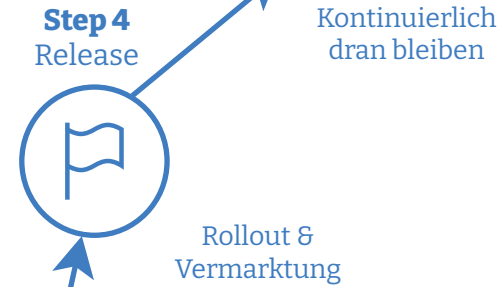 Step 4
Release
Kontinuierlich
dran bleiben
Rollout &
Vermarktung